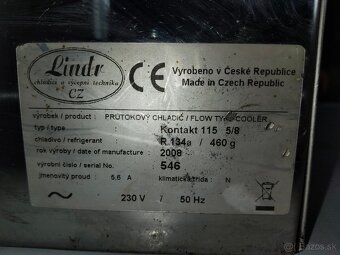 Lindr
chladící a výčepní technika
CZ
CE
Vyrobeno v České Republice
Made in Czech Republic
výrobek / product : PRŮTOKOVÝ CHLADIČ / FLOW TYPE COOLER
typ / type : Kontakt 115 5/8
chladivo / refrigerant R 134a / 460 g
rok výroby / date of manufacture : 2008
výrobní číslo / serial No. 546
jmenovitý proud : 5,6 A klimatická třída : N
~ 230 V / 50 Hz
bazos.sk